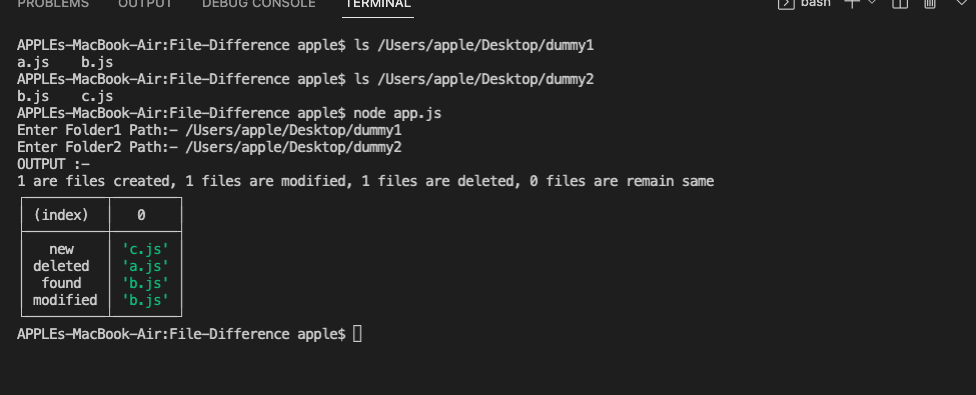 PROBLEMS OUTPUT DEBUG CONSOLE TERMINAL bash
APPLEs-MacBook-Air:File-Difference apple$ ls /Users/apple/Desktop/dummy1
a.js b.js
APPLEs-MacBook-Air:File-Difference apple$ ls /Users/apple/Desktop/dummy2
b.js c.js
APPLEs-MacBook-Air:File-Difference apple$ node app.js
Enter Folder1 Path:- /Users/apple/Desktop/dummy1
Enter Folder2 Path:- /Users/apple/Desktop/dummy2
OUTPUT :-
1 are files created, 1 files are modified, 1 files are deleted, 0 files are remain same
(index) 0
new 'c.js'
deleted 'a.js'
found 'b.js'
modified 'b.js'
APPLEs-MacBook-Air:File-Difference apple$